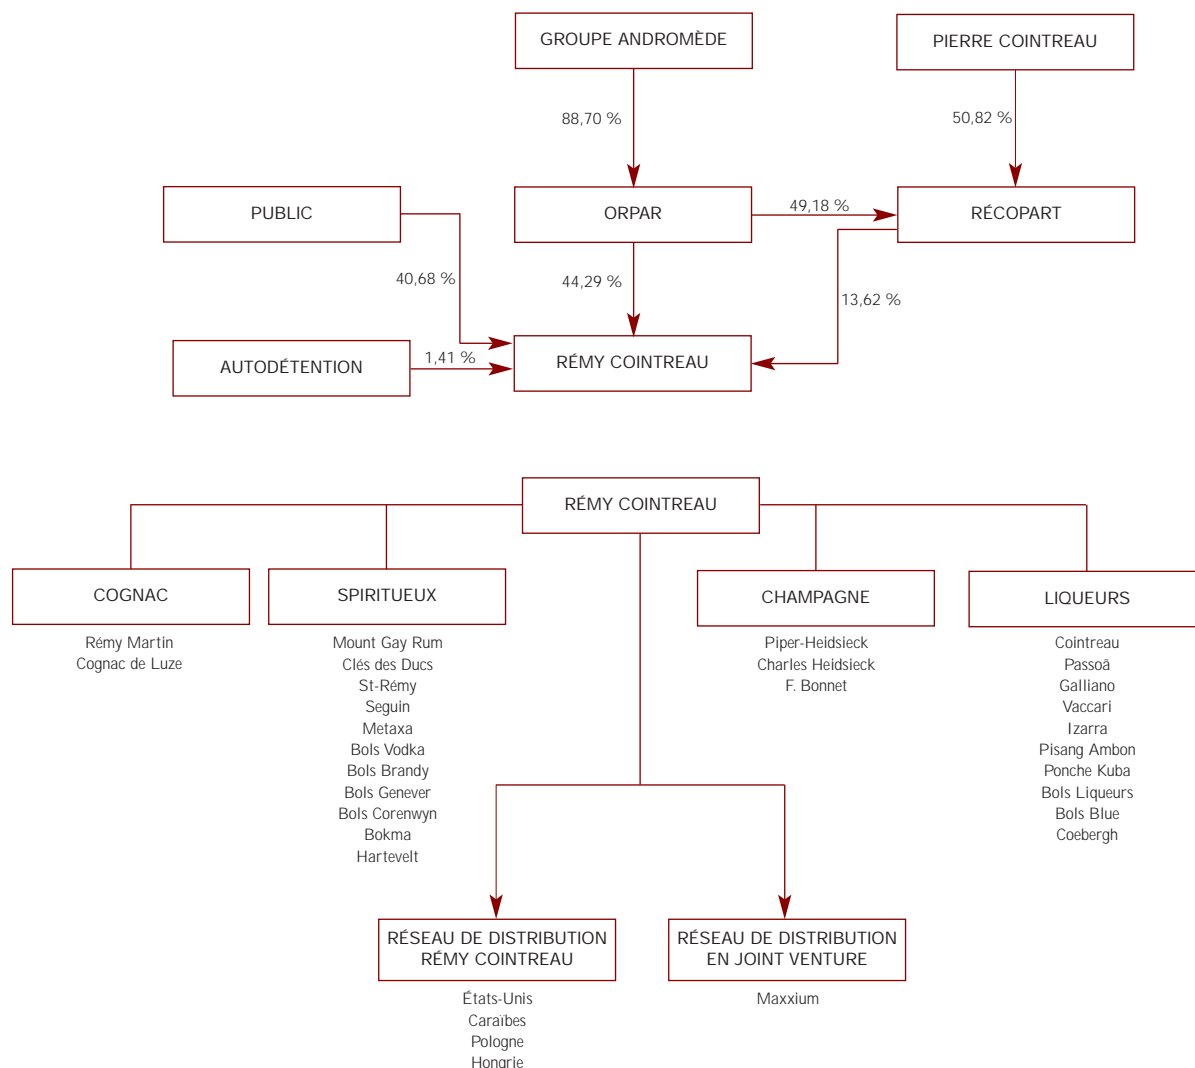 GROUPE ANDROMÈDE
PIERRE COINTREAU
88,70 %
50,82 %
PUBLIC
ORPAR
49,18 %
RÉCOPART
40,68 %
44,29 %
13,62 %
AUTODÉTENTION
1,41 %
RÉMY COINTREAU
RÉMY COINTREAU
COGNAC
Rémy Martin
Cognac de Luze
SPIRITUEUX
Mount Gay Rum
Clés des Ducs
St-Rémy
Seguin
Metaxa
Bols Vodka
Bols Brandy
Bols Genever
Bols Corenwyn
Bokma
Hartevelt
CHAMPAGNE
Piper-Heidsieck
Charles Heidsieck
F. Bonnet
LIQUEURS
Cointreau
Passoã
Galliano
Vaccari
Izarra
Pisang Ambon
Ponche Kuba
Bols Liqueurs
Bols Blue
Coebergh
RÉSEAU DE DISTRIBUTION
RÉMY COINTREAU
États-Unis
Caraïbes
Pologne
Hongrie
RÉSEAU DE DISTRIBUTION
EN JOINT VENTURE
Maxxium